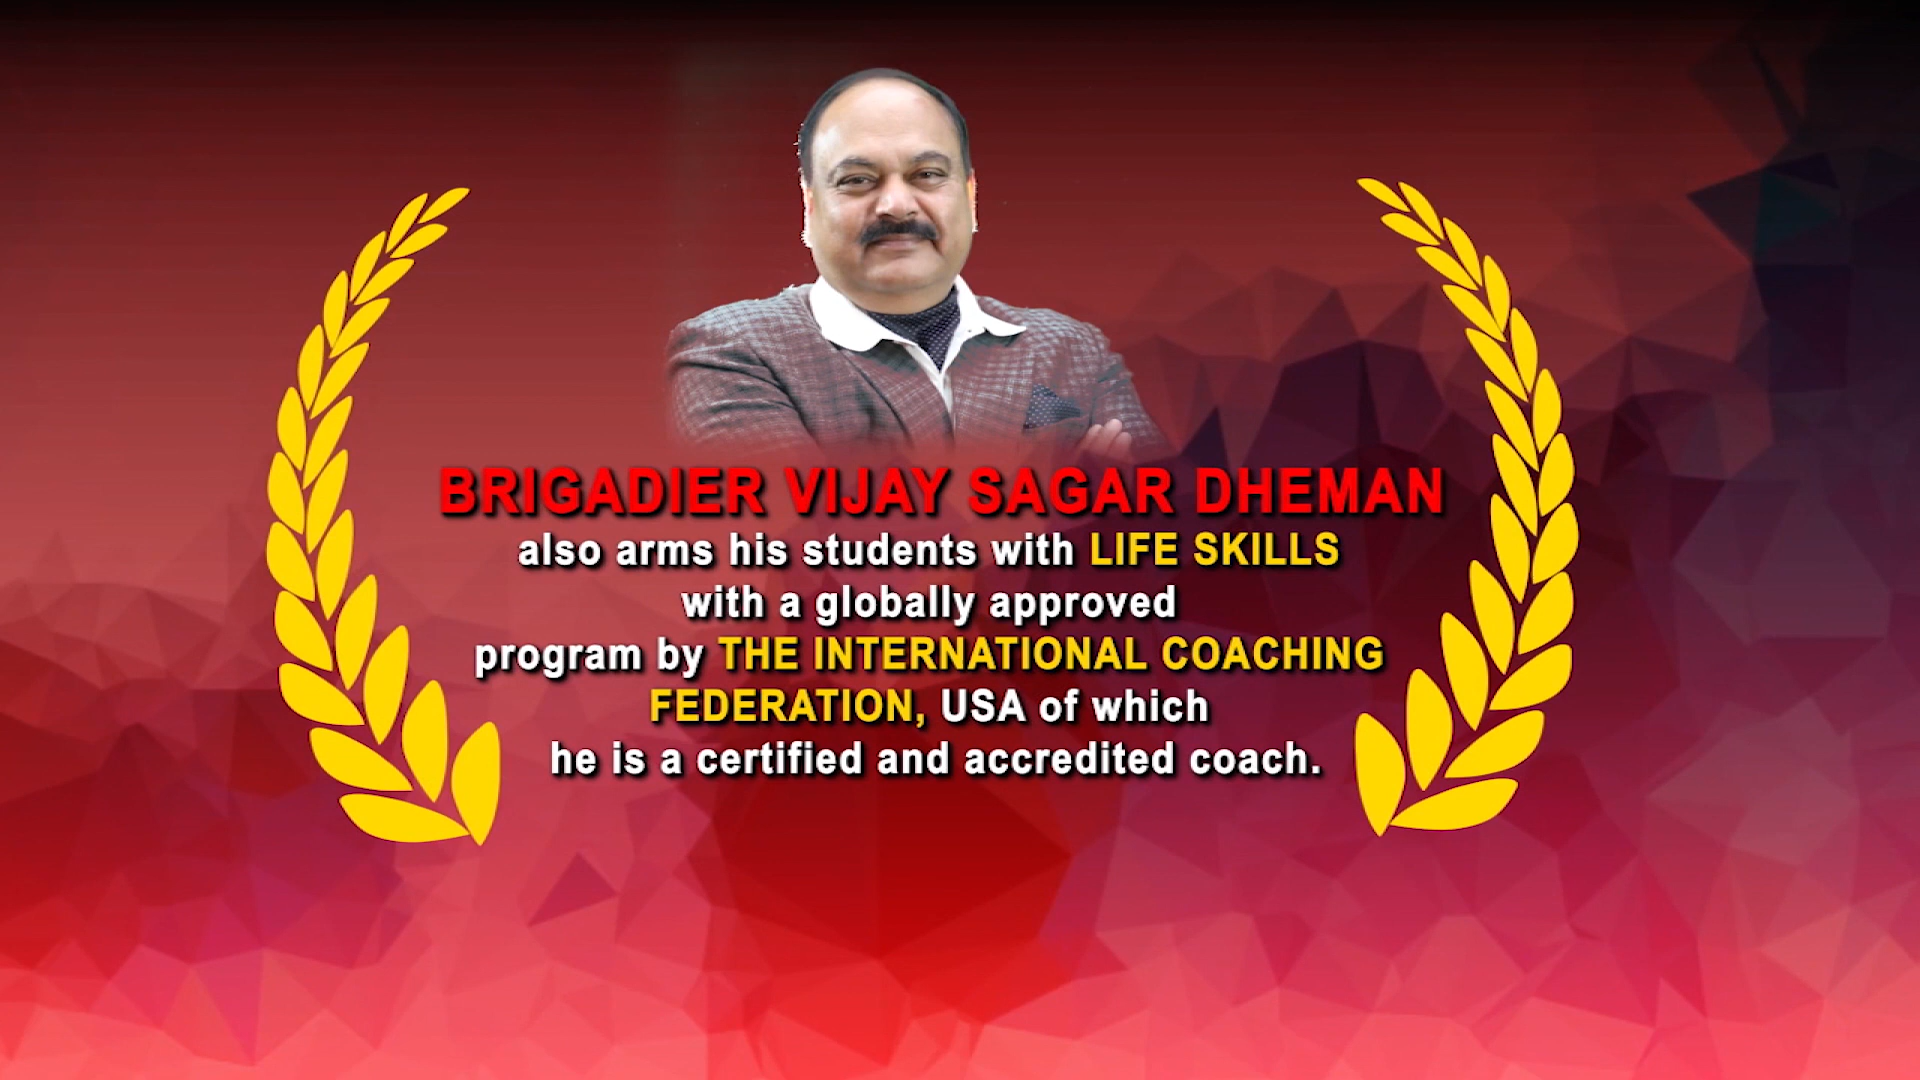 BRIGADIER VIJAY SAGAR DHEMAN
also arms his students with LIFE SKILLS
with a globally approved
program by THE INTERNATIONAL COACHING
FEDERATION, USA of which
he is a certified and accredited coach.